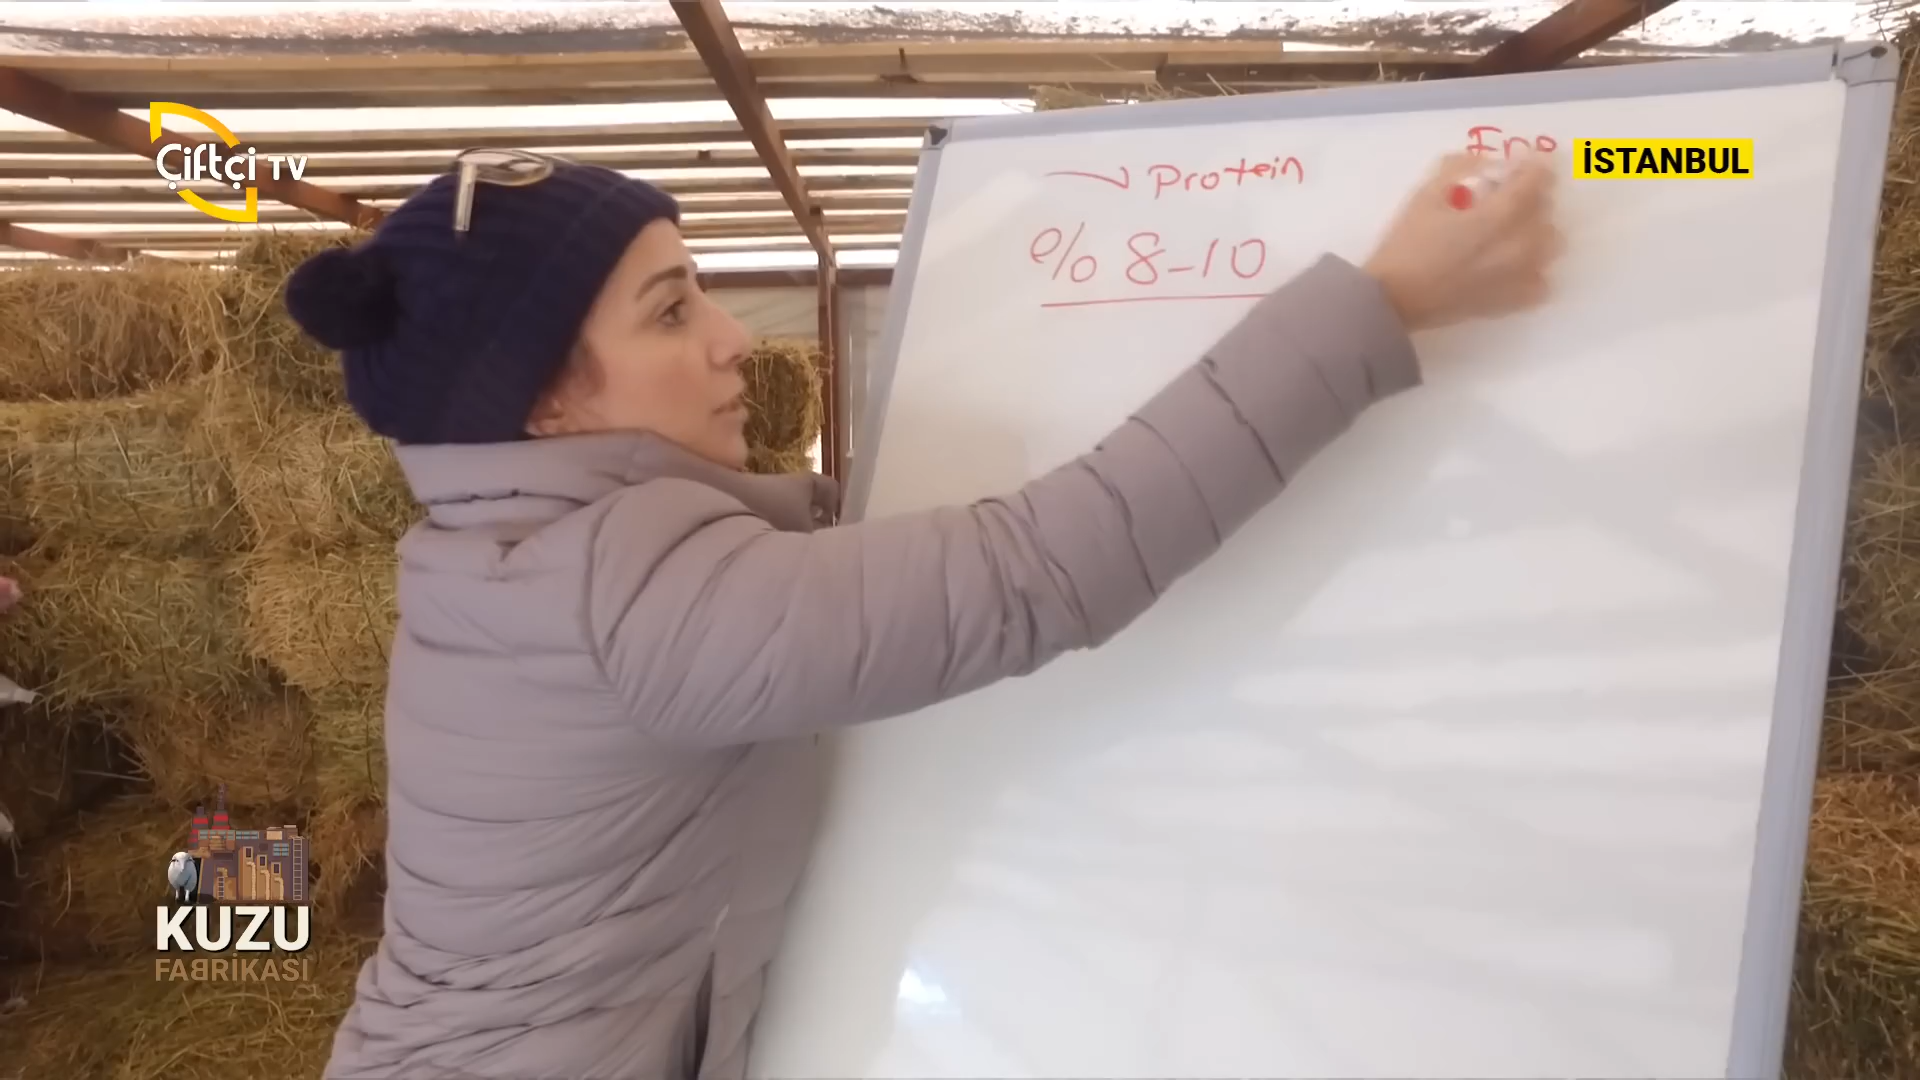 Çiftçi TV
İSTANBUL
Protein
% 8-10
KUZU
FABRİKASI